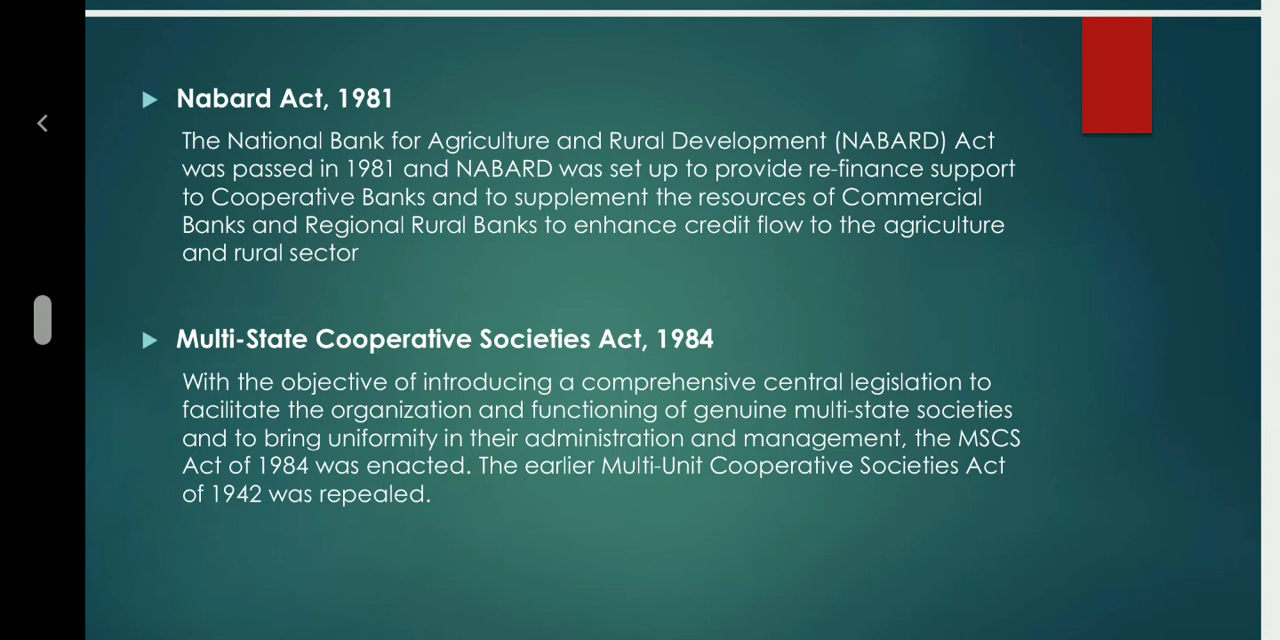 Nabard Act, 1981
The National Bank for Agriculture and Rural Development (NABARD) Act
was passed in 1981 and NABARD was set up to provide re-finance support
to Cooperative Banks and to supplement the resources of Commercial
Banks and Regional Rural Banks to enhance credit flow to the agriculture
and rural sector
Multi-State Cooperative Societies Act, 1984
With the objective of introducing a comprehensive central legislation to
facilitate the organization and functioning of genuine multi-state societies
and to bring uniformity in their administration and management, the MSCS
Act of 1984 was enacted. The earlier Multi-Unit Cooperative Societies Act
of 1942 was repealed.